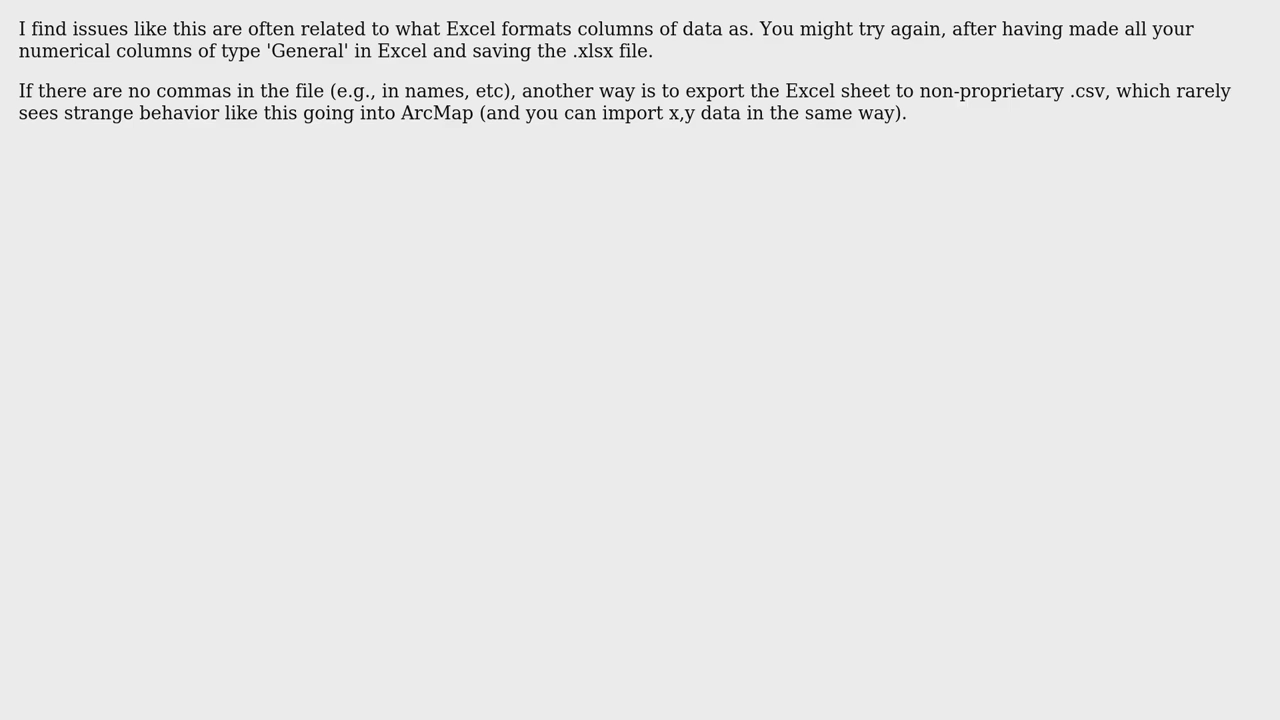 I find issues like this are often related to what Excel formats columns of data as. You might try again, after having made all your
numerical columns of type 'General' in Excel and saving the .xlsx file.
If there are no commas in the file (e.g., in names, etc), another way is to export the Excel sheet to non-proprietary .csv, which rarely
sees strange behavior like this going into ArcMap (and you can import x,y data in the same way).